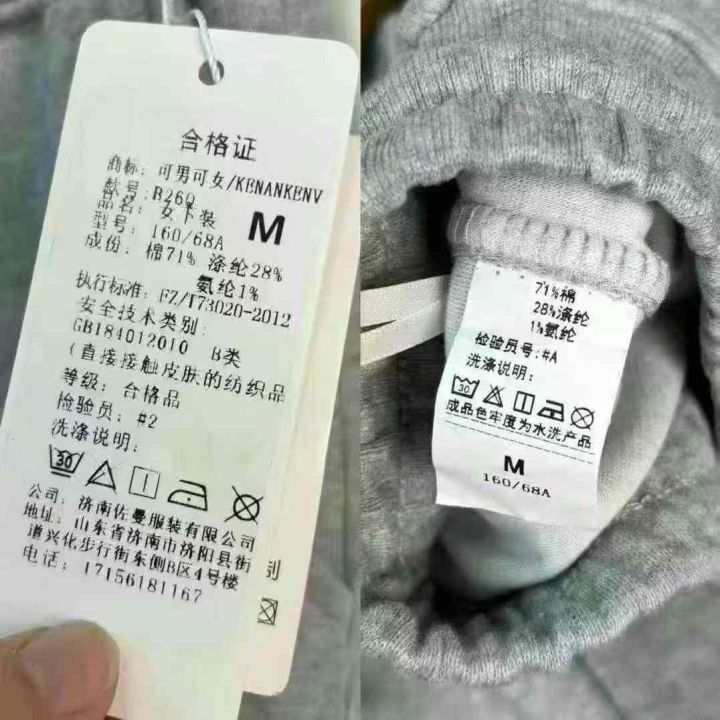 合格证
商标: 可男可女/KENANKENV
款号: R26Q
品名: 女下装
型号: 160/68A
M
成份: 棉71% 涤纶28%
氨纶1%
执行标准: FZ/T73020-2012
安全技术类别:
GB184012010 B类
(直接接触皮肤的纺织品
等级: 合格品
检验员: #2
洗涤说明:
30
公司: 济南佐曼服装有限公司
地址: 山东省济南市济阳县街
道兴化步行街东侧B区4号楼
电话: 17156181167
别
71%棉
28%涤纶
1%氨纶
检验员号:#A
洗涤说明:
30
成品色牢度为水洗产品
M
160/68A